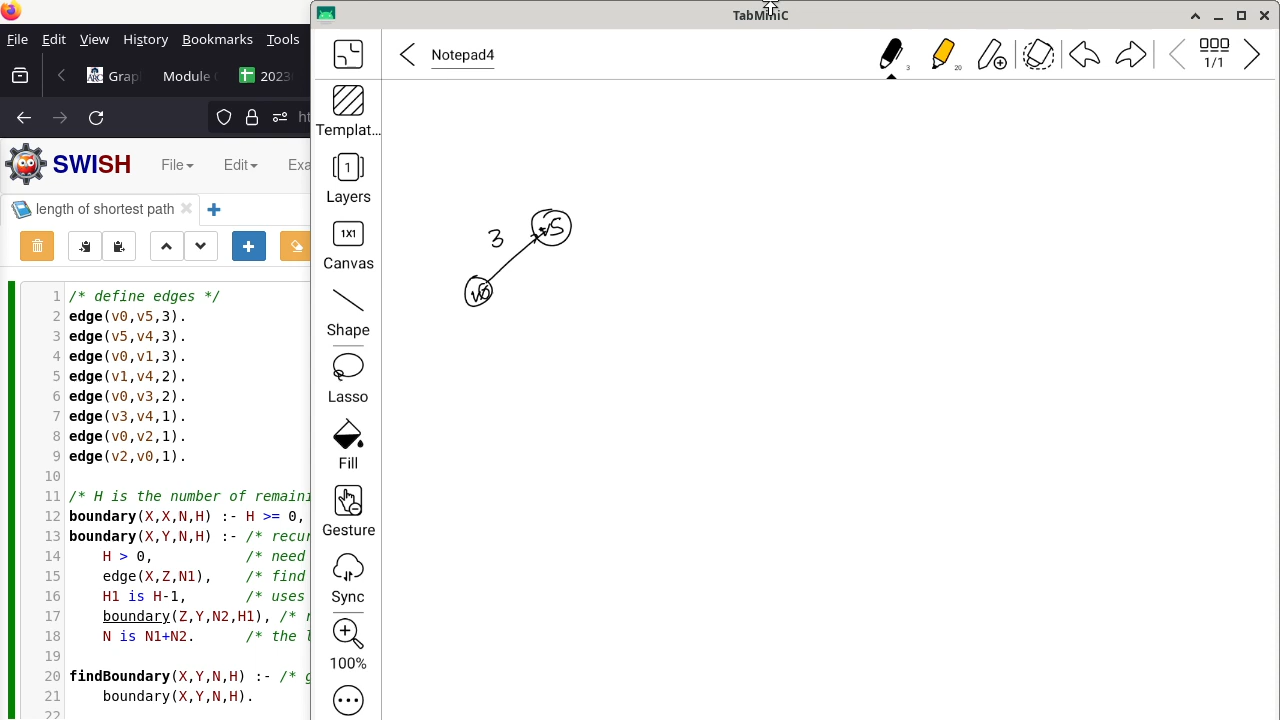 TabMiniC
File Edit View History Bookmarks Tools
Notepad4
3
20
1/1
Grap
Module
2023
SWISH
File
Edit
Exa
length of shortest path
Templat...
1
Layers
1X1
Canvas
Shape
Lasso
Fill
Gesture
Sync
100%
3
v5
v0
1 /* define edges */
2 edge(v0,v5,3).
3 edge(v5,v4,3).
4 edge(v0,v1,3).
5 edge(v1,v4,2).
6 edge(v0,v3,2).
7 edge(v3,v4,1).
8 edge(v0,v2,1).
9 edge(v2,v0,1).
10
11 /* H is the number of remaini
12 boundary(X,X,N,H) :- H >= 0,
13 boundary(X,Y,N,H) :- /* recur
14 H > 0, /* need
15 edge(X,Z,N1), /* find
16 H1 is H-1, /* uses
17 boundary(Z,Y,N2,H1), /*
18 N is N1+N2. /* the l
19
20 findBoundary(X,Y,N,H) :- /* g
21 boundary(X,Y,N,H).
22